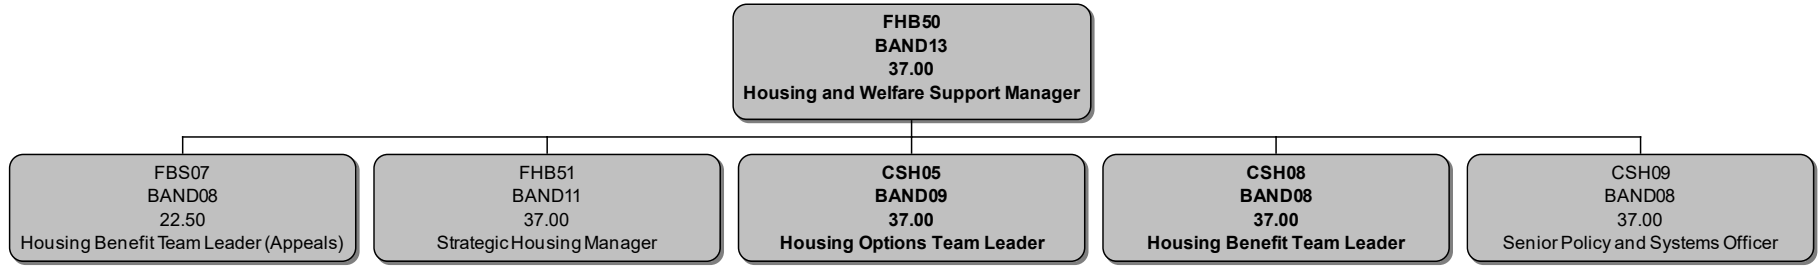 FHB50
BAND13
37.00
Housing and Welfare Support Manager
FBS07
BAND08
22.50
Housing Benefit Team Leader (Appeals)
FHB51
BAND11
37.00
Strategic Housing Manager
CSH05
BAND09
37.00
Housing Options Team Leader
CSH08
BAND08
37.00
Housing Benefit Team Leader
CSH09
BAND08
37.00
Senior Policy and Systems Officer